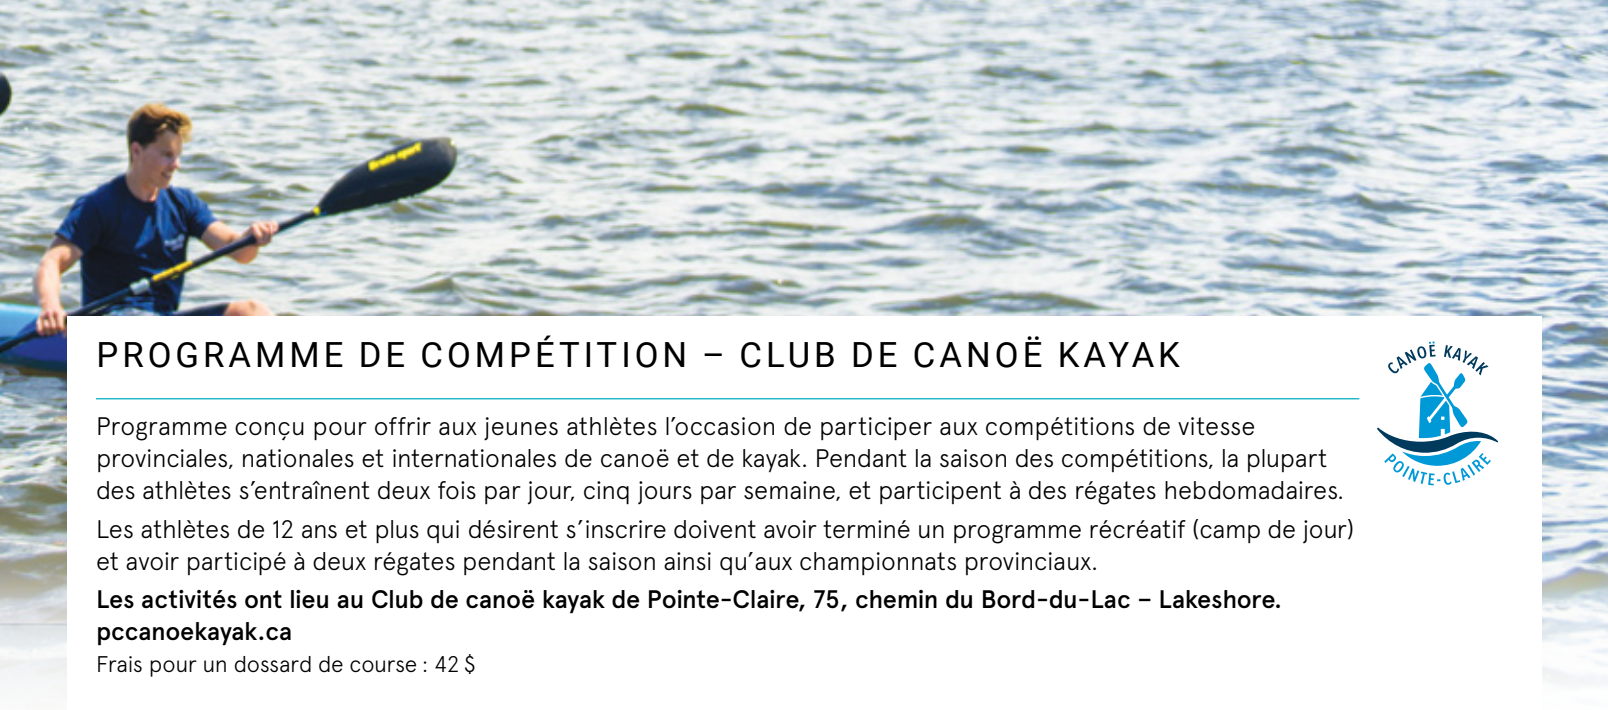 Brača-sport
PROGRAMME DE COMPÉTITION – CLUB DE CANOË KAYAK
CANOË KAYAK
POINTE-CLAIRE
Programme conçu pour offrir aux jeunes athlètes l’occasion de participer aux compétitions de vitesse
provinciales, nationales et internationales de canoë et de kayak. Pendant la saison des compétitions, la plupart
des athlètes s’entraînent deux fois par jour, cinq jours par semaine, et participent à des régates hebdomadaires.
Les athlètes de 12 ans et plus qui désirent s’inscrire doivent avoir terminé un programme récréatif (camp de jour)
et avoir participé à deux régates pendant la saison ainsi qu’aux championnats provinciaux.
Les activités ont lieu au Club de canoë kayak de Pointe-Claire, 75, chemin du Bord-du-Lac – Lakeshore.
pccanoekayak.ca
Frais pour un dossard de course : 42 $